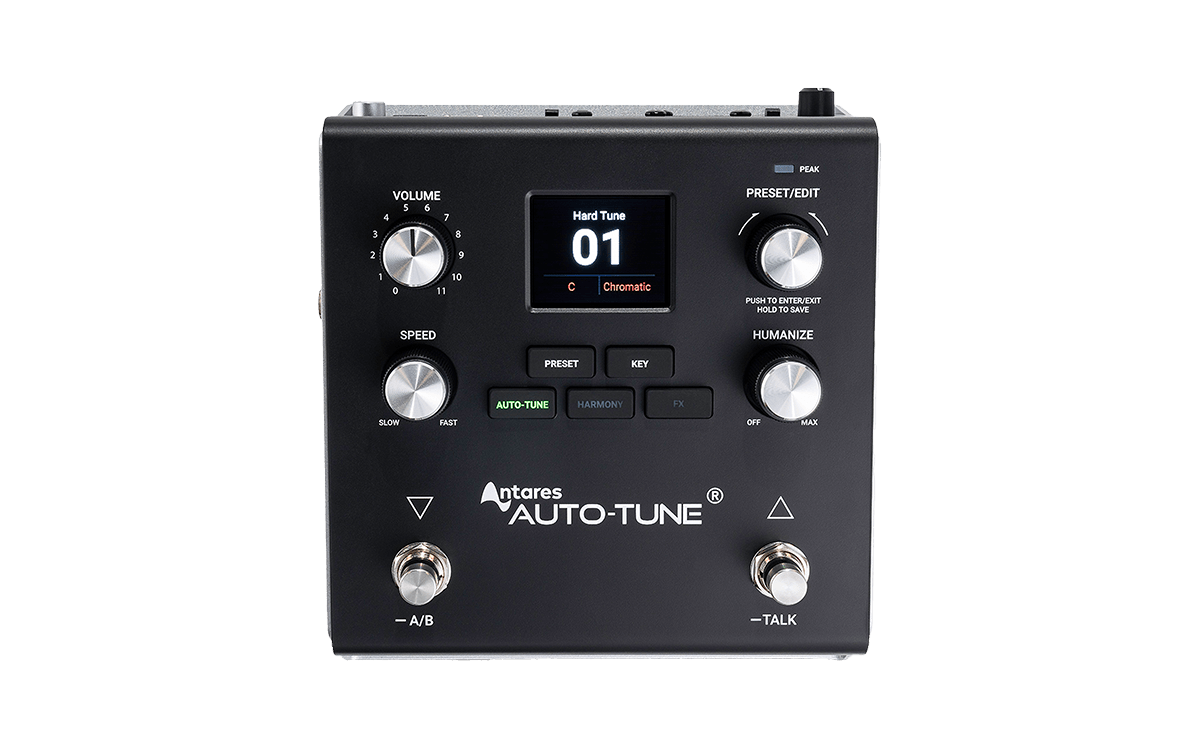 PEAK
VOLUME
PRESET/EDIT
0 1 2 3 4 5 6 7 8 9 10 11
Hard Tune
01
C Chromatic
PUSH TO ENTER/EXIT
HOLD TO SAVE
SPEED
HUMANIZE
PRESET KEY
AUTO-TUNE HARMONY FX
SLOW FAST
OFF MAX
Antares
AUTO-TUNE ®
A/B
TALK